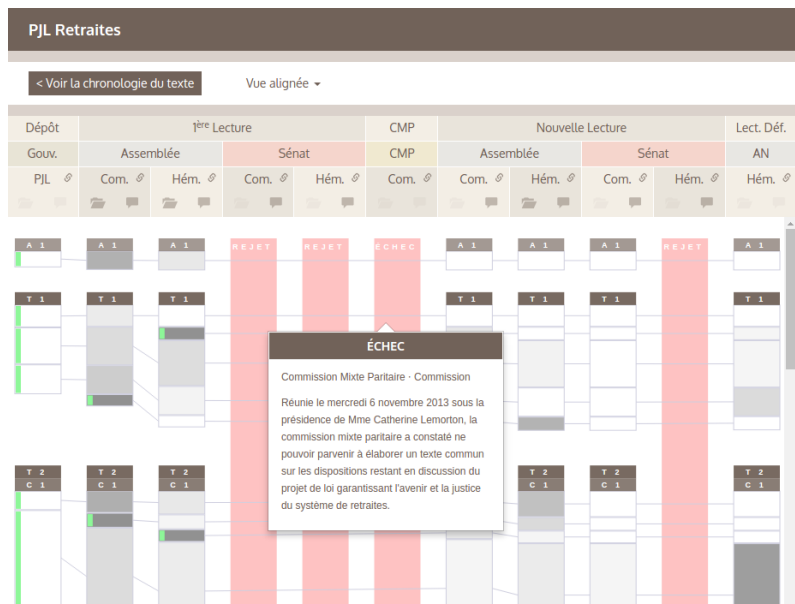 PJL Retraites
< Voir la chronologie du texte Vue alignée
Dépôt 1ère Lecture CMP Nouvelle Lecture Lect. Déf.
Gouv. Assemblée Sénat CMP Assemblée Sénat AN
PJL Com. Hém. Com. Hém. Com. Com. Hém. Com. Hém. Hém.
A 1 A 1 A 1 REJET REJET ÉCHEC A 1 A 1 A 1 REJET A 1
T 1 T 1 T 1 T 1 T 1 T 1 T 1
ÉCHEC
Commission Mixte Paritaire · Commission
Réunie le mercredi 6 novembre 2013 sous la
présidence de Mme Catherine Lemorton, la
commission mixte paritaire a constaté ne
pouvoir parvenir à élaborer un texte commun
sur les dispositions restant en discussion du
projet de loi garantissant l'avenir et la justice
du système de retraites.
T 2 T 2 T 2 T 2 T 2 T 2
C 1 C 1 C 1 C 1 C 1 C 1